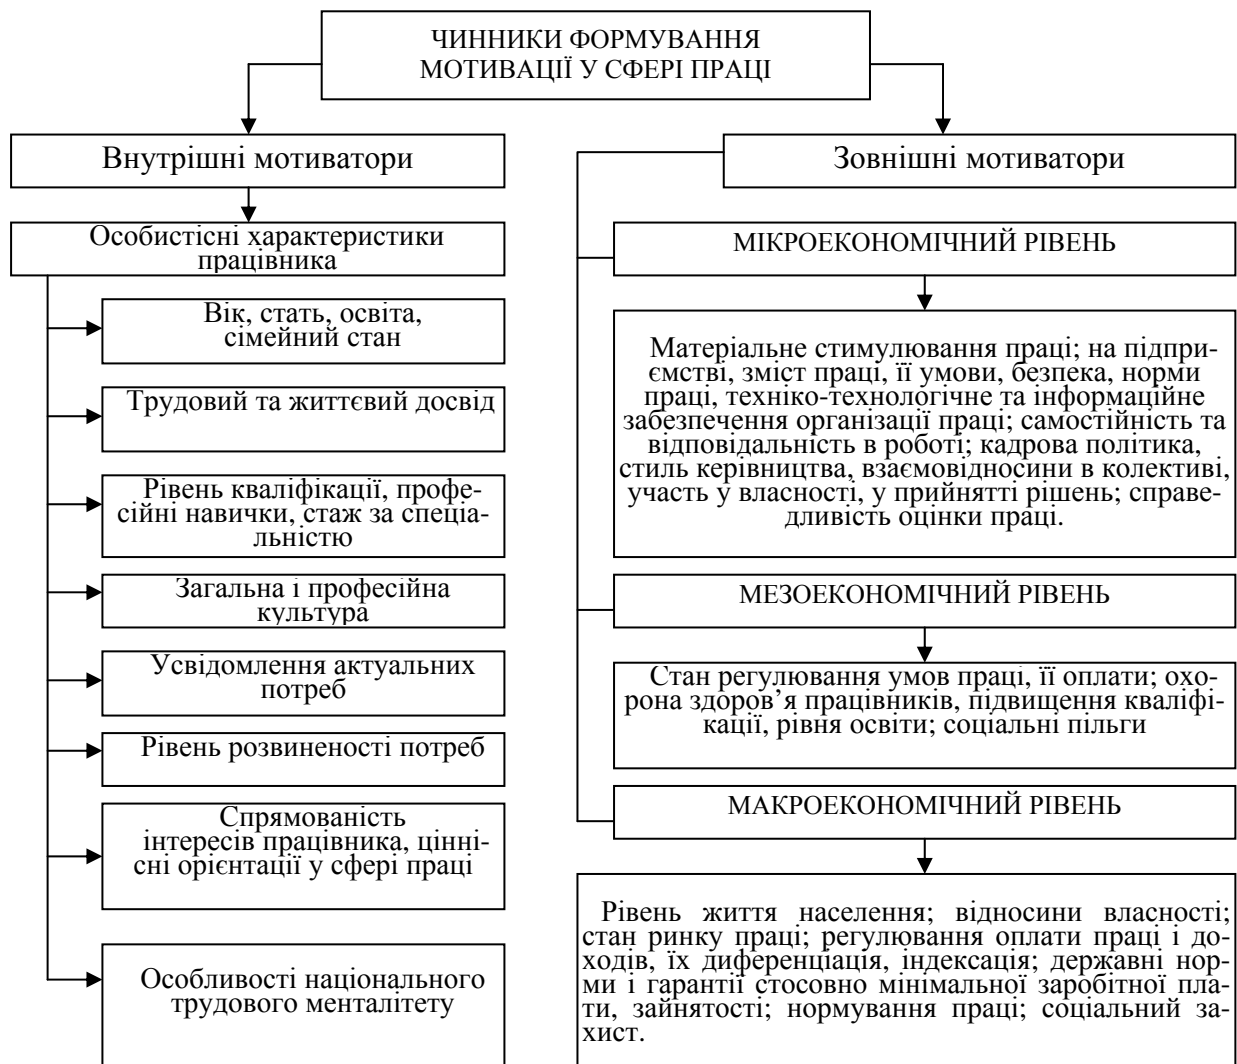 ЧИННИКИ ФОРМУВАННЯ
МОТИВАЦІЇ У СФЕРІ ПРАЦІ
Внутрішні мотиватори
Особистісні характеристики
працівника
Вік, стать, освіта,
сімейний стан
Трудовий та життєвий досвід
Рівень кваліфікації, профе-
сійні навички, стаж за спеціа-
льністю
Загальна і професійна
культура
Усвідомлення актуальних
потреб
Рівень розвиненості потреб
Спрямованість
інтересів працівника, цінні-
сні орієнтації у сфері праці
Особливості національного
трудового менталітету
Зовнішні мотиватори
МІКРОЕКОНОМІЧНИЙ РІВЕНЬ
Матеріальне стимулювання праці; на підпри-
ємстві, зміст праці, її умови, безпека, норми
праці, техніко-технологічне та інформаційне
забезпечення організації праці; самостійність та
відповідальність в роботі; кадрова політика,
стиль керівництва, взаємовідносини в колективі,
участь у власності, у прийнятті рішень; справе-
дливість оцінки праці.
МЕЗОЕКОНОМІЧНИЙ РІВЕНЬ
Стан регулювання умов праці, її оплати; охо-
рона здоров’я працівників, підвищення кваліфі-
кації, рівня освіти; соціальні пільги
МАКРОЕКОНОМІЧНИЙ РІВЕНЬ
Рівень життя населення; відносини власності;
стан ринку праці; регулювання оплати праці і до-
ходів, їх диференціація, індексація; державні нор-
ми і гарантії стосовно мінімальної заробітної пла-
ти, зайнятості; нормування праці; соціальний за-
хист.